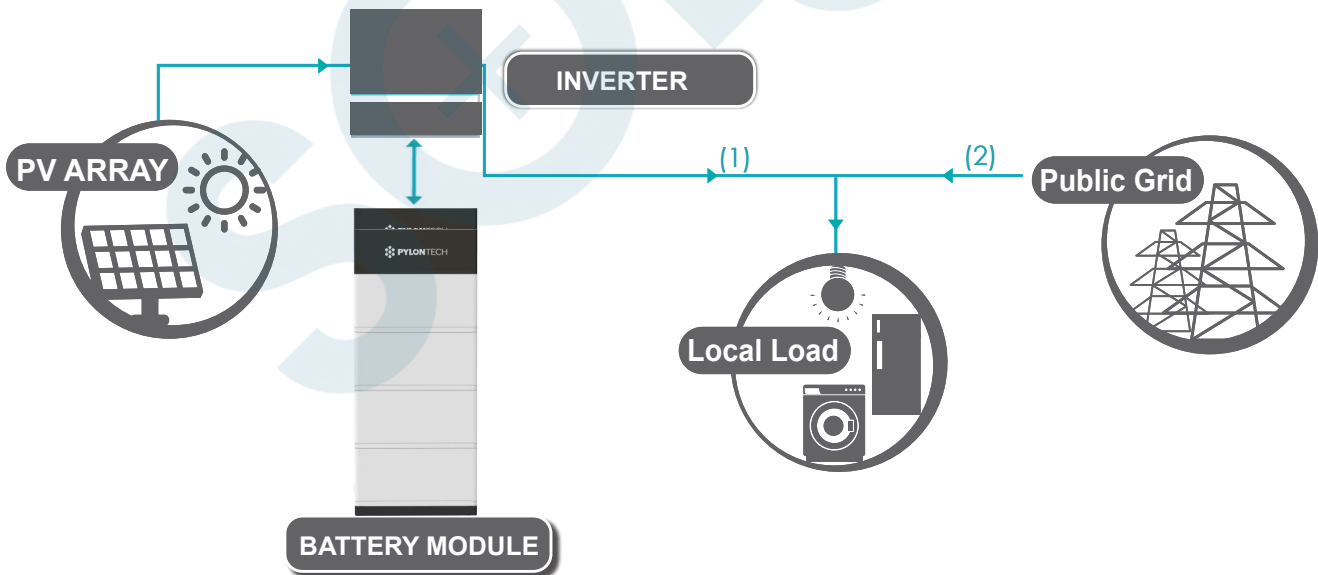 INVERTER
PV ARRAY
(1)
(2)
Public Grid
PYLONTECH
Local Load
BATTERY MODULE